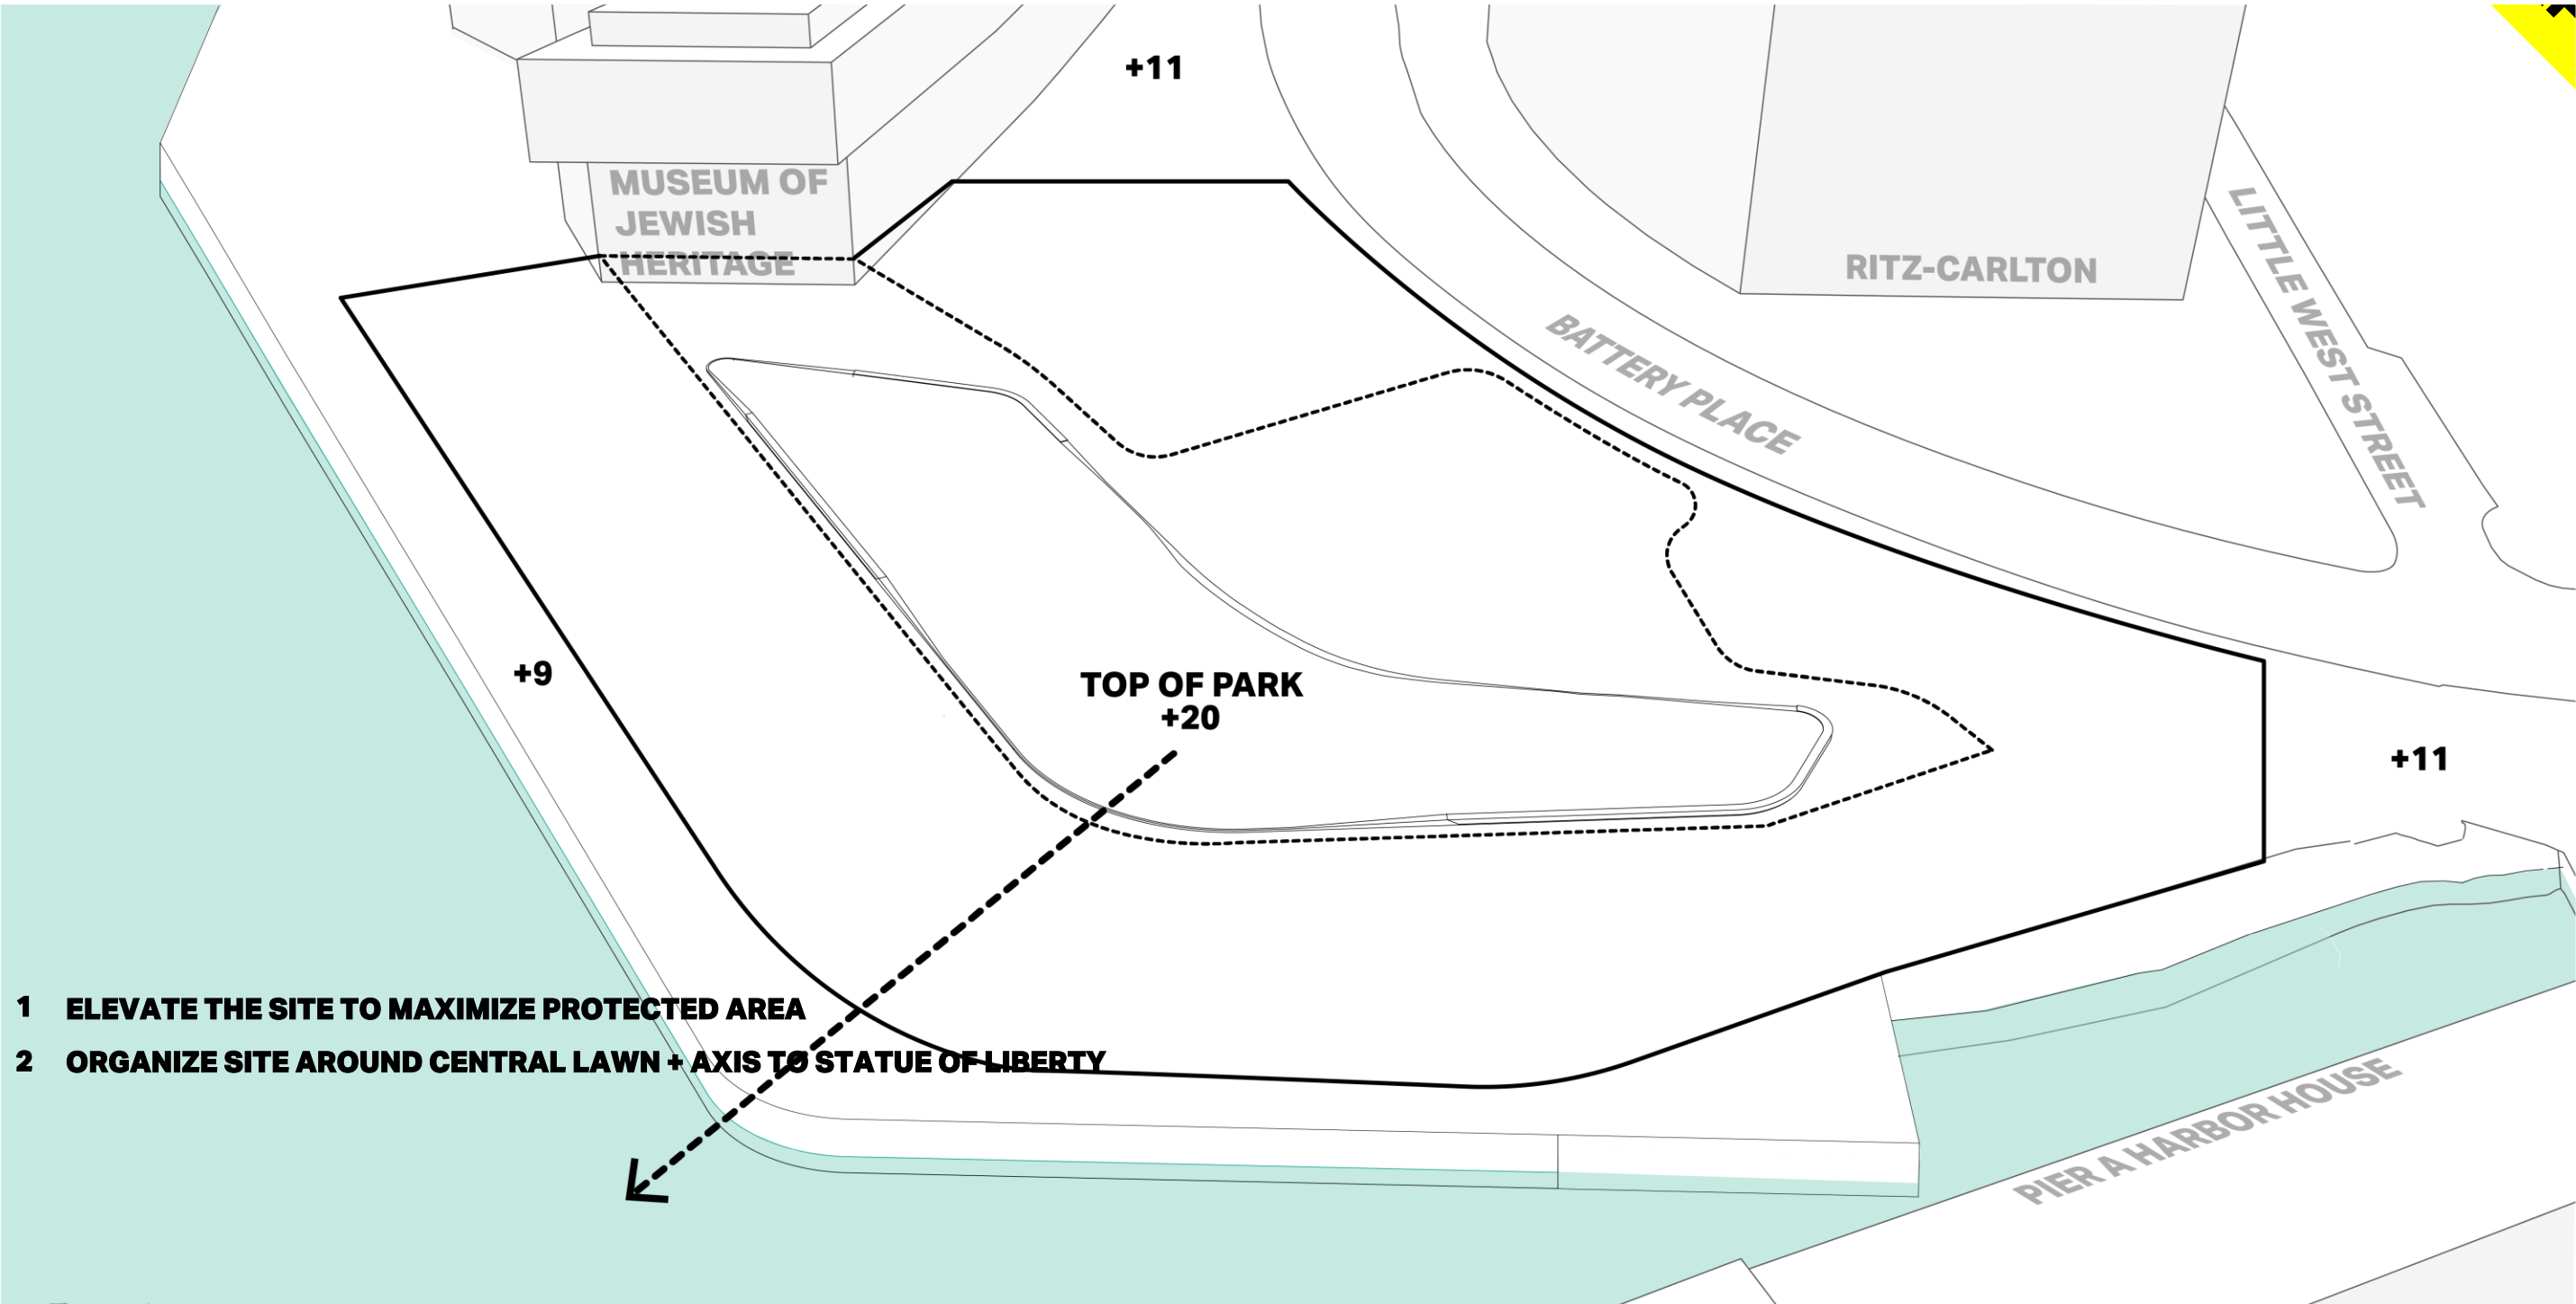 +11
MUSEUM OF
JEWISH
HERITAGE
RITZ-CARLTON
LITTLE WEST STREET
BATTERY PLACE
+9
TOP OF PARK
+20
+11
1 ELEVATE THE SITE TO MAXIMIZE PROTECTED AREA
2 ORGANIZE SITE AROUND CENTRAL LAWN + AXIS TO STATUE OF LIBERTY
PIER A HARBOR HOUSE